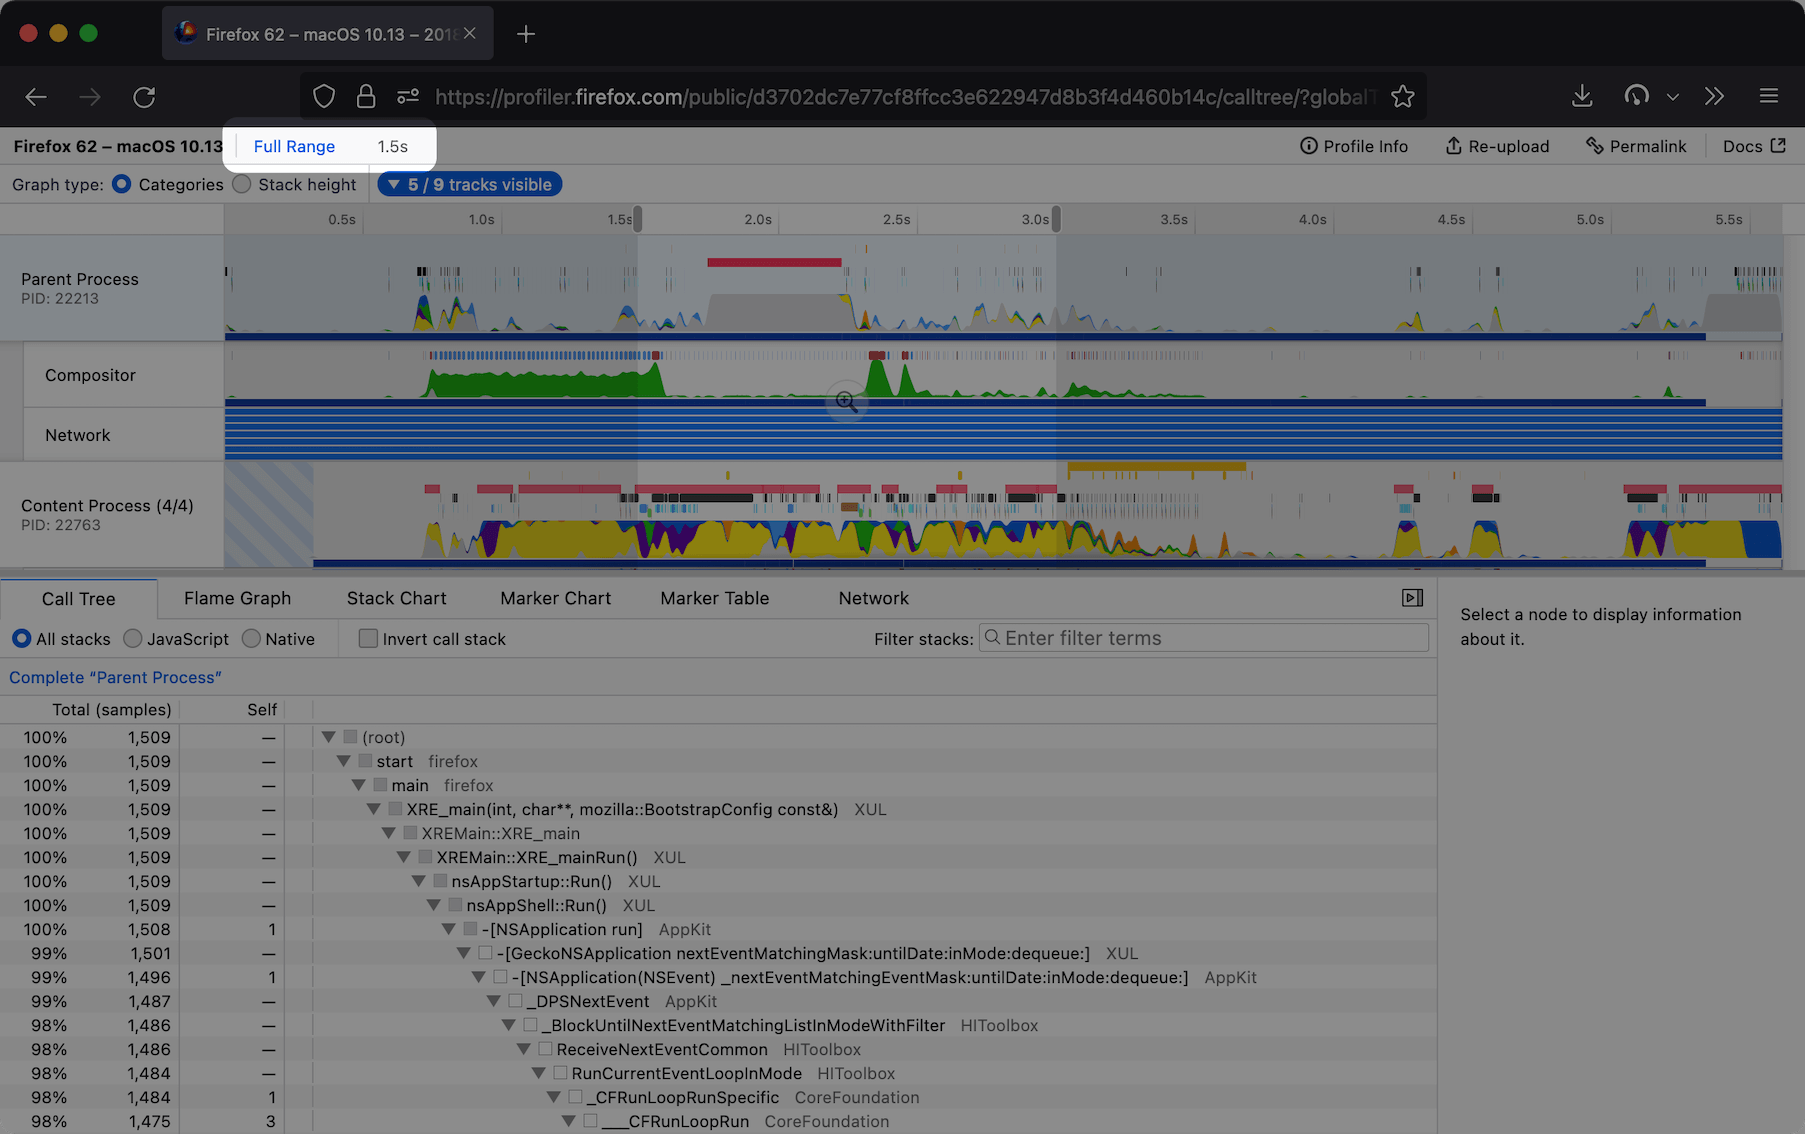 Firefox 62 – macOS 10.13 – 2018
https://profiler.firefox.com/public/d3702dc7e77cf8ffcc3e622947d8b3f4d460b14c/calltree/?globalT
Firefox 62 – macOS 10.13 Full Range 1.5s Profile Info Re-upload Permalink Docs
Graph type: Categories Stack height 5 / 9 tracks visible
0.5s 1.0s 1.5s 2.0s 2.5s 3.0s 3.5s 4.0s 4.5s 5.0s 5.5s
Parent Process
PID: 22213
Compositor
Network
Content Process (4/4)
PID: 22763
Call Tree Flame Graph Stack Chart Marker Chart Marker Table Network
All stacks JavaScript Native Invert call stack Filter stacks: Enter filter terms
Complete “Parent Process”
Total (samples) Self
100% 1,509 — (root)
100% 1,509 — start firefox
100% 1,509 — main firefox
100% 1,509 — XRE_main(int, char**, mozilla::BootstrapConfig const&) XUL
100% 1,509 — XREMain::XRE_main
100% 1,509 — XREMain::XRE_mainRun() XUL
100% 1,509 — nsAppStartup::Run() XUL
100% 1,509 — nsAppShell::Run() XUL
100% 1,508 1 -[NSApplication run] AppKit
99% 1,501 — -[GeckoNSApplication nextEventMatchingMask:untilDate:inMode:dequeue:] XUL
99% 1,496 1 -[NSApplication(NSEvent) _nextEventMatchingEventMask:untilDate:inMode:dequeue:] AppKit
99% 1,487 — _DPSNextEvent AppKit
98% 1,486 — _BlockUntilNextEventMatchingListInModeWithFilter HIToolbox
98% 1,486 — ReceiveNextEventCommon HIToolbox
98% 1,484 — RunCurrentEventLoopInMode HIToolbox
98% 1,484 1 _CFRunLoopRunSpecific CoreFoundation
98% 1,475 3 ___CFRunLoopRun CoreFoundation
Select a node to display information
about it.